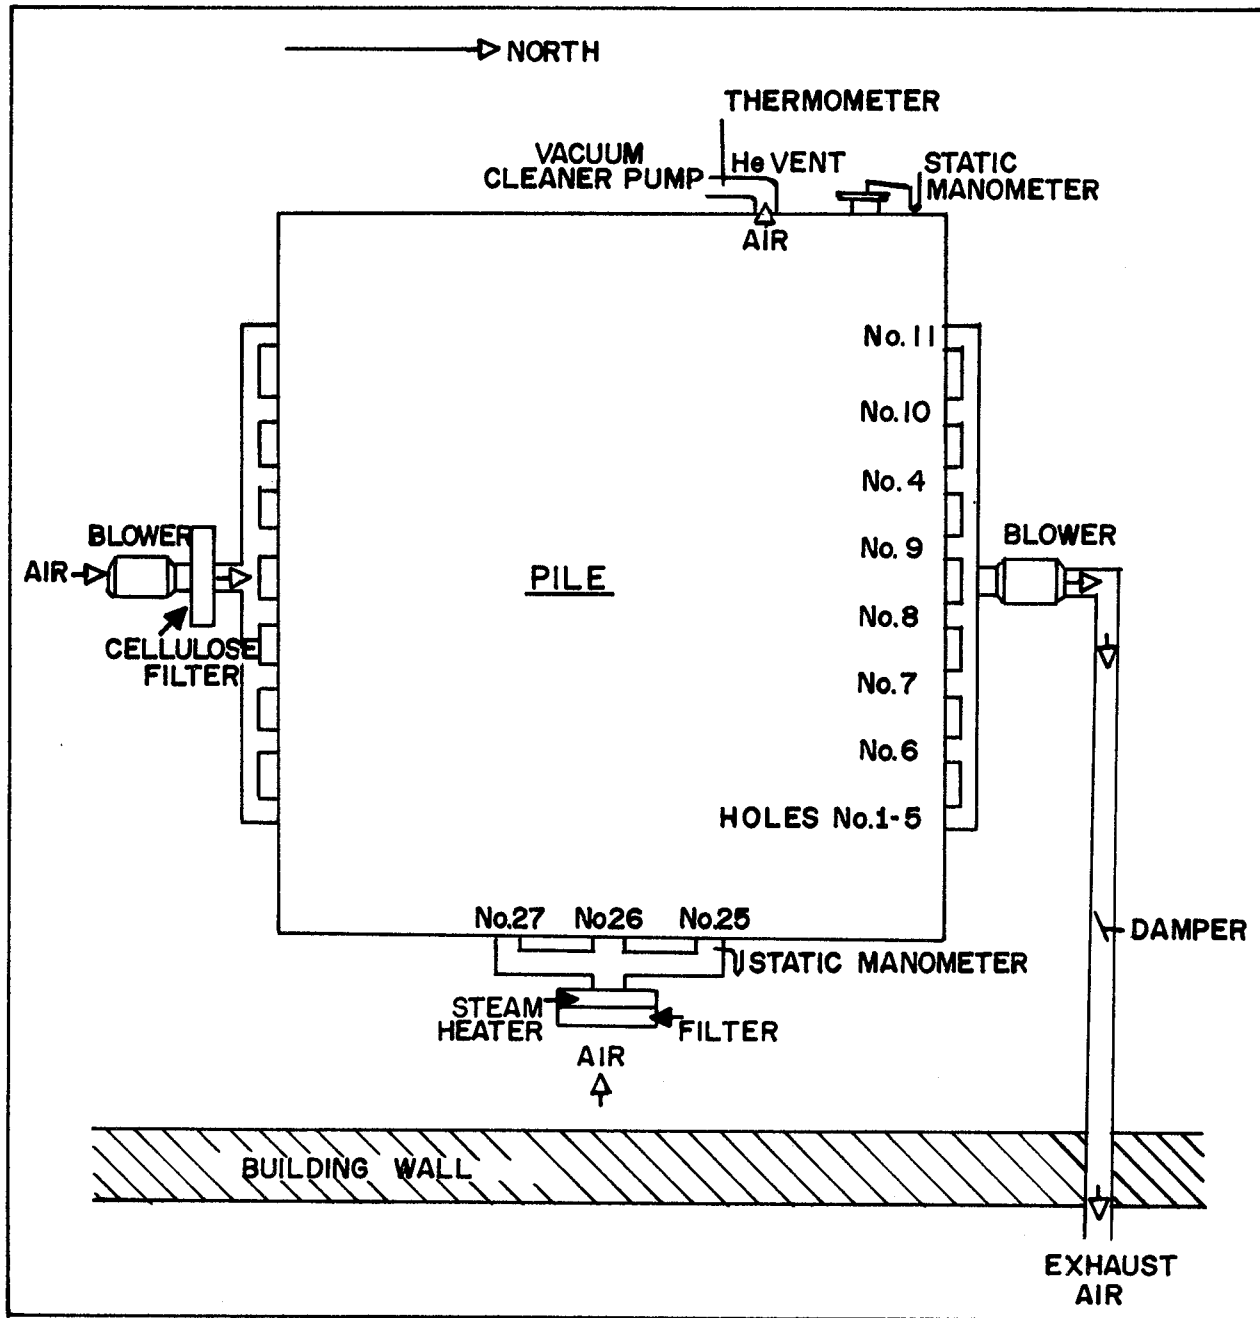 NORTH
THERMOMETER
VACUUM
CLEANER PUMP
He VENT
STATIC
MANOMETER
AIR
No.11
No.10
No.4
No.9
No.8
No.7
No.6
HOLES No.1-5
BLOWER
AIR
CELLULOSE
FILTER
PILE
BLOWER
No.27
No26
No.25
STATIC MANOMETER
DAMPER
STEAM
HEATER
FILTER
AIR
BUILDING WALL
EXHAUST
AIR